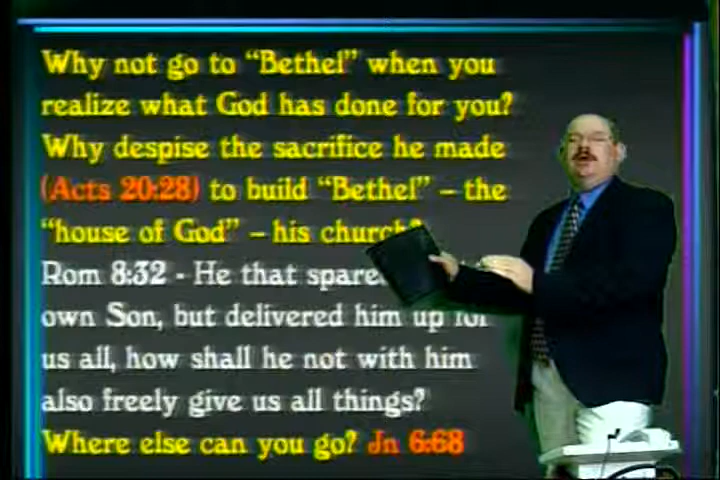 Why not go to “Bethel” when you
realize what God has done for you?
Why despise the sacrifice he made
(Acts 20:28) to build “Bethel” – the
“house of God” – his church?
Rom 8:32 - He that spare
own Son, but delivered him up for
us all, how shall he not with him
also freely give us all things?
Where else can you go? Jn 6:68